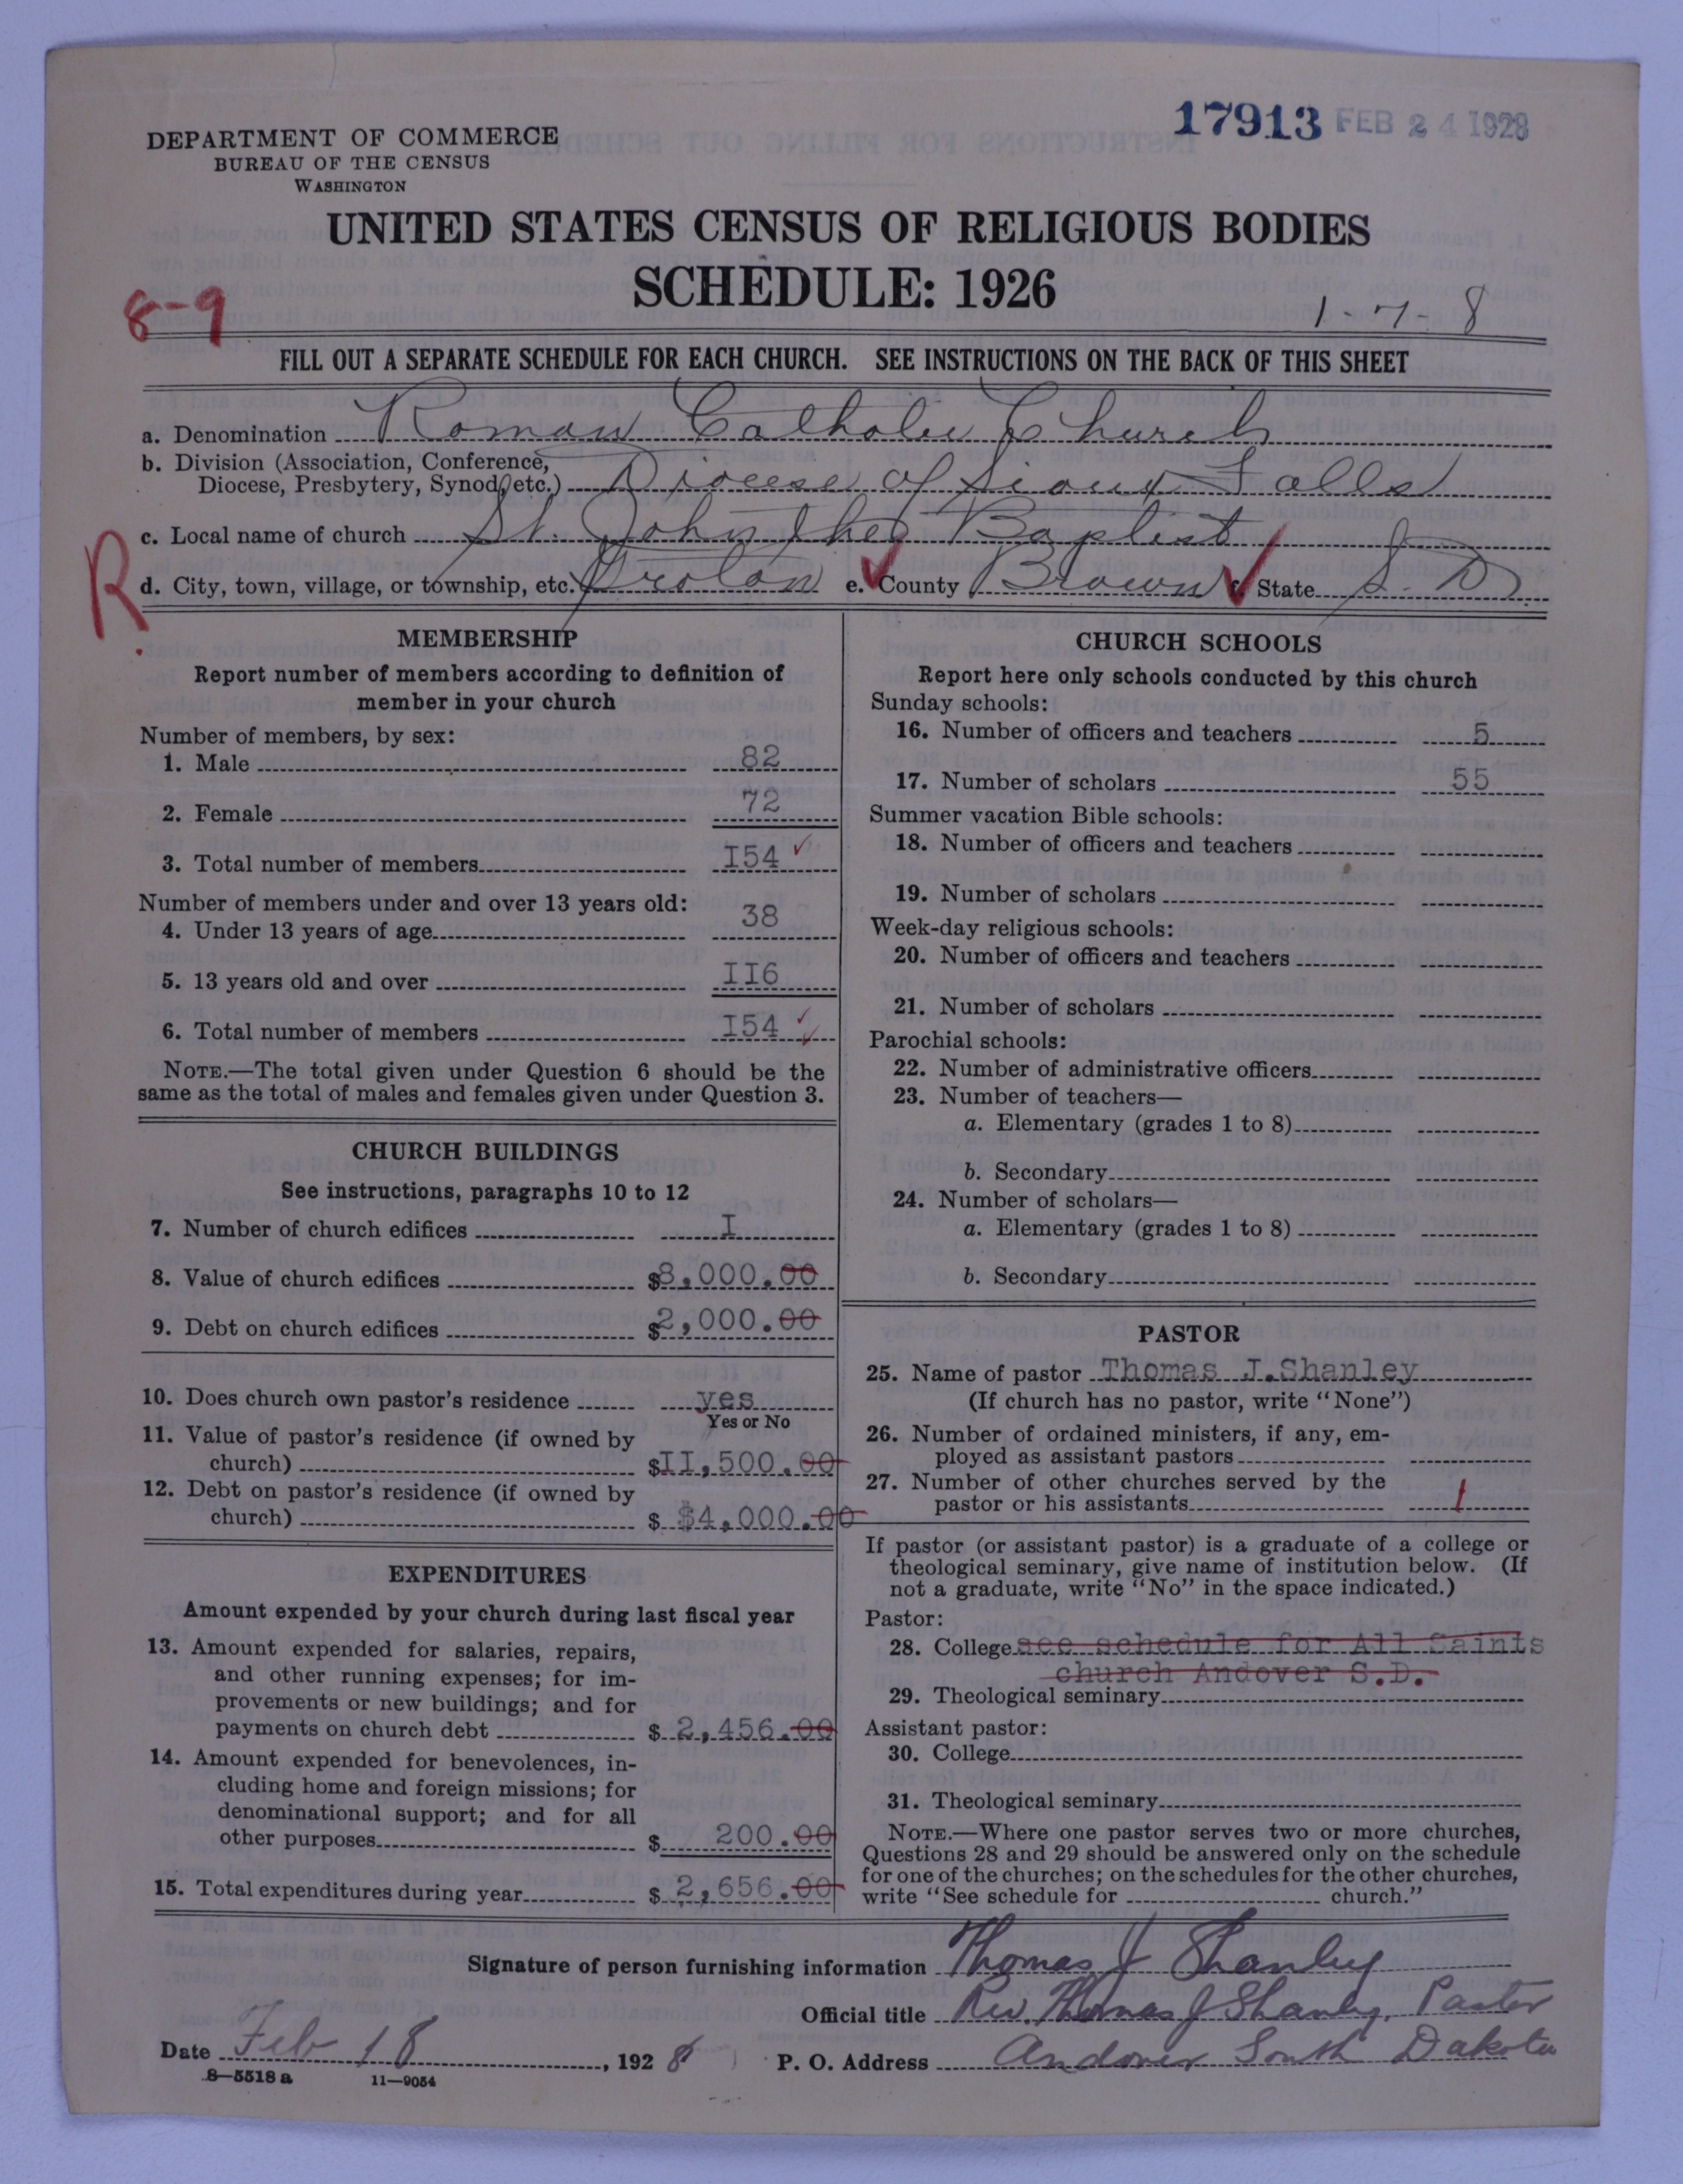 17913 FEB 24 1928
DEPARTMENT OF COMMERCE
BUREAU OF THE CENSUS
WASHINGTON
UNITED STATES CENSUS OF RELIGIOUS BODIES
SCHEDULE: 1926
8-9
1-7-8
FILL OUT A SEPARATE SCHEDULE FOR EACH CHURCH. SEE INSTRUCTIONS ON THE BACK OF THIS SHEET
a. Denomination Roman Catholic Church
b. Division (Association, Conference,
Diocese, Presbytery, Synod, etc.) Diocese of Sioux Falls
c. Local name of church St. John the Baptist
R.
d. City, town, village, or township, etc. Groton e. County Brown f. State S. D.
MEMBERSHIP
Report number of members according to definition of
member in your church
Number of members, by sex:
1. Male 82
2. Female 72
3. Total number of members I54
Number of members under and over 13 years old:
4. Under 13 years of age 38
5. 13 years old and over II6
6. Total number of members I54
NOTE.—The total given under Question 6 should be the
same as the total of males and females given under Question 3.
CHURCH BUILDINGS
See instructions, paragraphs 10 to 12
7. Number of church edifices I
8. Value of church edifices $8,000.00
9. Debt on church edifices $2,000.00
10. Does church own pastor's residence yes
Yes or No
11. Value of pastor's residence (if owned by
church) $II,500.00
12. Debt on pastor's residence (if owned by
church) $ $4,000.00
EXPENDITURES
Amount expended by your church during last fiscal year
13. Amount expended for salaries, repairs,
and other running expenses; for im-
provements or new buildings; and for
payments on church debt $ 2,456.00
14. Amount expended for benevolences, in-
cluding home and foreign missions; for
denominational support; and for all
other purposes $ 200.00
15. Total expenditures during year $ 2,656.00
CHURCH SCHOOLS
Report here only schools conducted by this church
Sunday schools:
16. Number of officers and teachers 5
17. Number of scholars 55
Summer vacation Bible schools:
18. Number of officers and teachers
19. Number of scholars
Week-day religious schools:
20. Number of officers and teachers
21. Number of scholars
Parochial schools:
22. Number of administrative officers
23. Number of teachers—
a. Elementary (grades 1 to 8)
b. Secondary
24. Number of scholars—
a. Elementary (grades 1 to 8)
b. Secondary
PASTOR
25. Name of pastor Thomas J.Shanley
(If church has no pastor, write "None")
26. Number of ordained ministers, if any, em-
ployed as assistant pastors
27. Number of other churches served by the
pastor or his assistants 1
If pastor (or assistant pastor) is a graduate of a college or
theological seminary, give name of institution below. (If
not a graduate, write "No" in the space indicated.)
Pastor:
28. College see schedule for All Saints
church Andover S.D.
29. Theological seminary
Assistant pastor:
30. College
31. Theological seminary
NOTE.—Where one pastor serves two or more churches,
Questions 28 and 29 should be answered only on the schedule
for one of the churches; on the schedules for the other churches,
write "See schedule for church."
Signature of person furnishing information Thomas J Shanley
Official title Rev. Thomas J Shanley, Pastor
Date Feb 18, 1928 P. O. Address Andover South Dakota
8—5518 a 11—9054